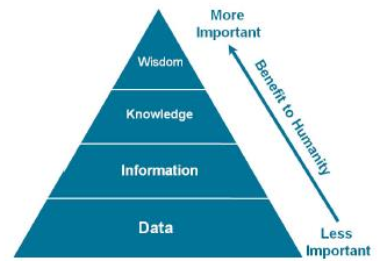 More
Important
Wisdom
Knowledge
Benefit to Humanity
Information
Data
Less
Important